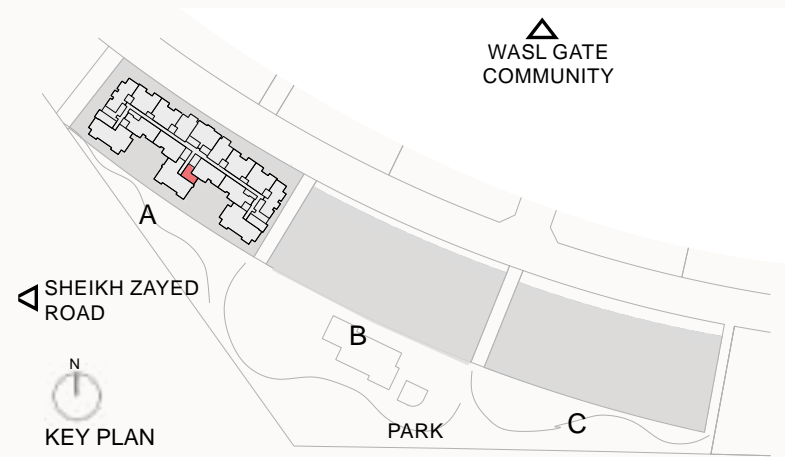 WASL GATE
COMMUNITY
A
SHEIKH ZAYED
ROAD
B
N
KEY PLAN
PARK
C